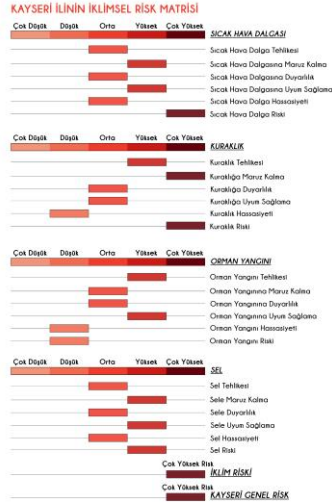 KAYSERİ İLİNİN İKLİMSEL RİSK MATRİSİ
Çok Düşük Düşük Orta Yüksek Çok Yüksek
SICAK HAVA DALGASI
Sıcak Hava Dalga Tehlikesi
Sıcak Hava Dalgasına Maruz Kalma
Sıcak Hava Dalgasına Duyarlılık
Sıcak Hava Dalgasına Uyum Sağlama
Sıcak Hava Dalga Hassasiyeti
Sıcak Hava Dalga Riski
Çok Düşük Düşük Orta Yüksek Çok Yüksek
KURAKLIK
Kuraklık Tehlikesi
Kuraklığa Maruz Kalma
Kuraklığa Duyarlılık
Kuraklığa Uyum Sağlama
Kuraklık Hassasiyeti
Kuraklık Riski
Çok Düşük Düşük Orta Yüksek Çok Yüksek
ORMAN YANGINI
Orman Yangını Tehlikesi
Orman Yangınına Maruz Kalma
Orman Yangınına Duyarlılık
Orman Yangınına Uyum Sağlama
Orman Yangını Hassasiyeti
Orman Yangını Riski
Çok Düşük Düşük Orta Yüksek Çok Yüksek
SEL
Sel Tehlikesi
Sele Maruz Kalma
Sele Duyarlılık
Sele Uyum Sağlama
Sel Hassasiyeti
Sel Riski
Çok Yüksek Risk
İKLİM RİSKİ
Çok Yüksek Risk
KAYSERİ GENEL RİSK